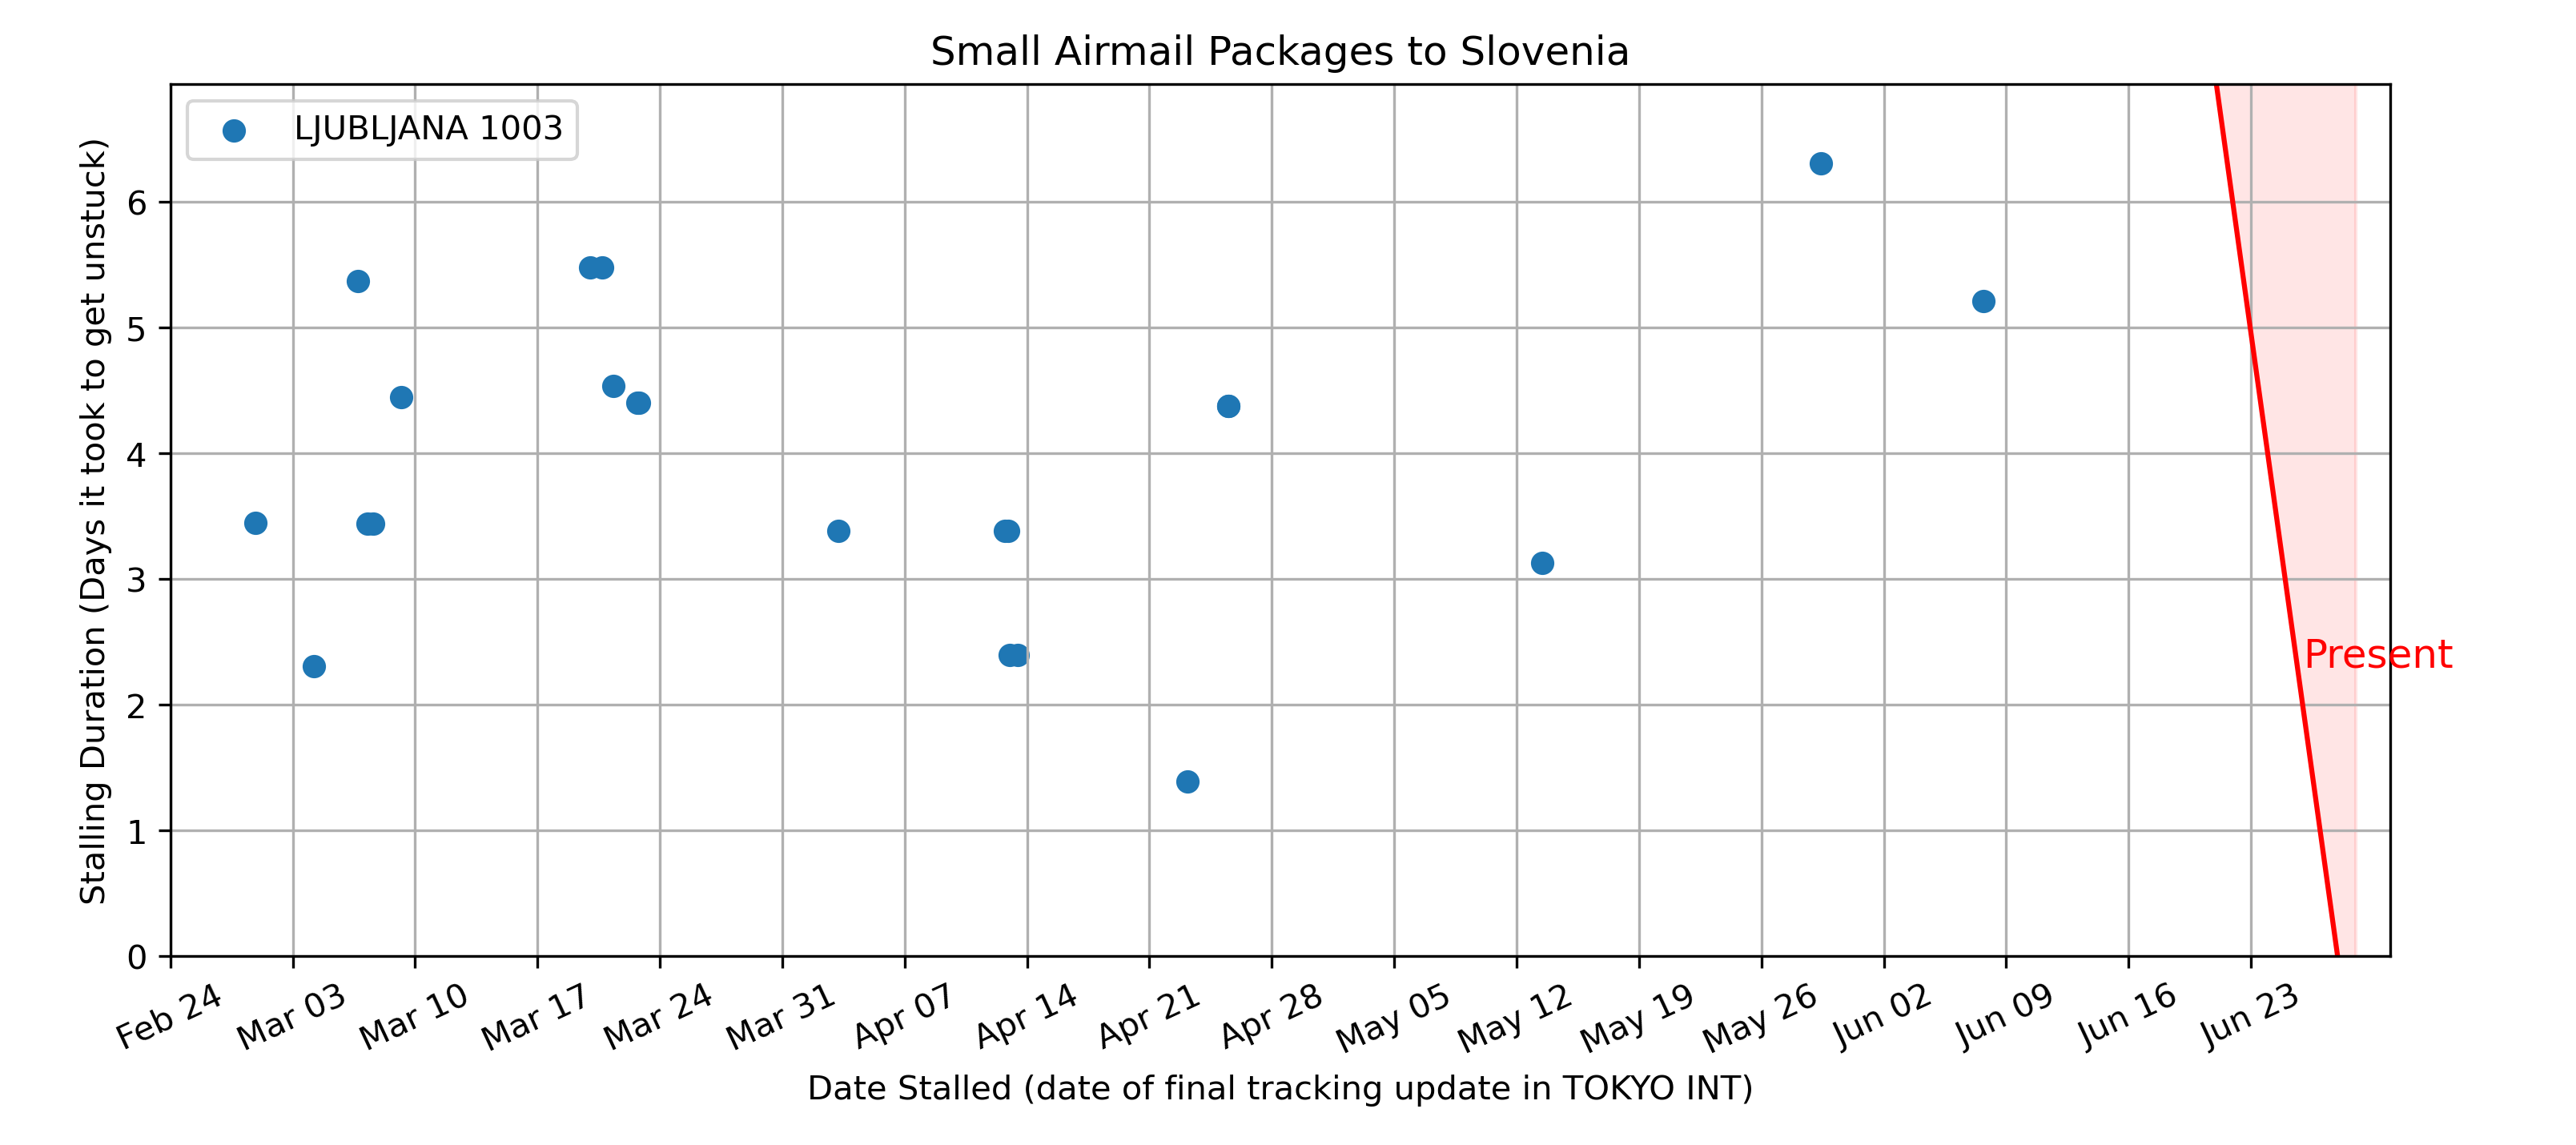 Small Airmail Packages to Slovenia
LJUBLJANA 1003
Stalling Duration (Days it took to get unstuck)
6
5
4
3
2
1
0
Present
Feb 24 Mar 03 Mar 10 Mar 17 Mar 24 Mar 31 Apr 07 Apr 14 Apr 21 Apr 28 May 05 May 12 May 19 May 26 Jun 02 Jun 09 Jun 16 Jun 23
Date Stalled (date of final tracking update in TOKYO INT)